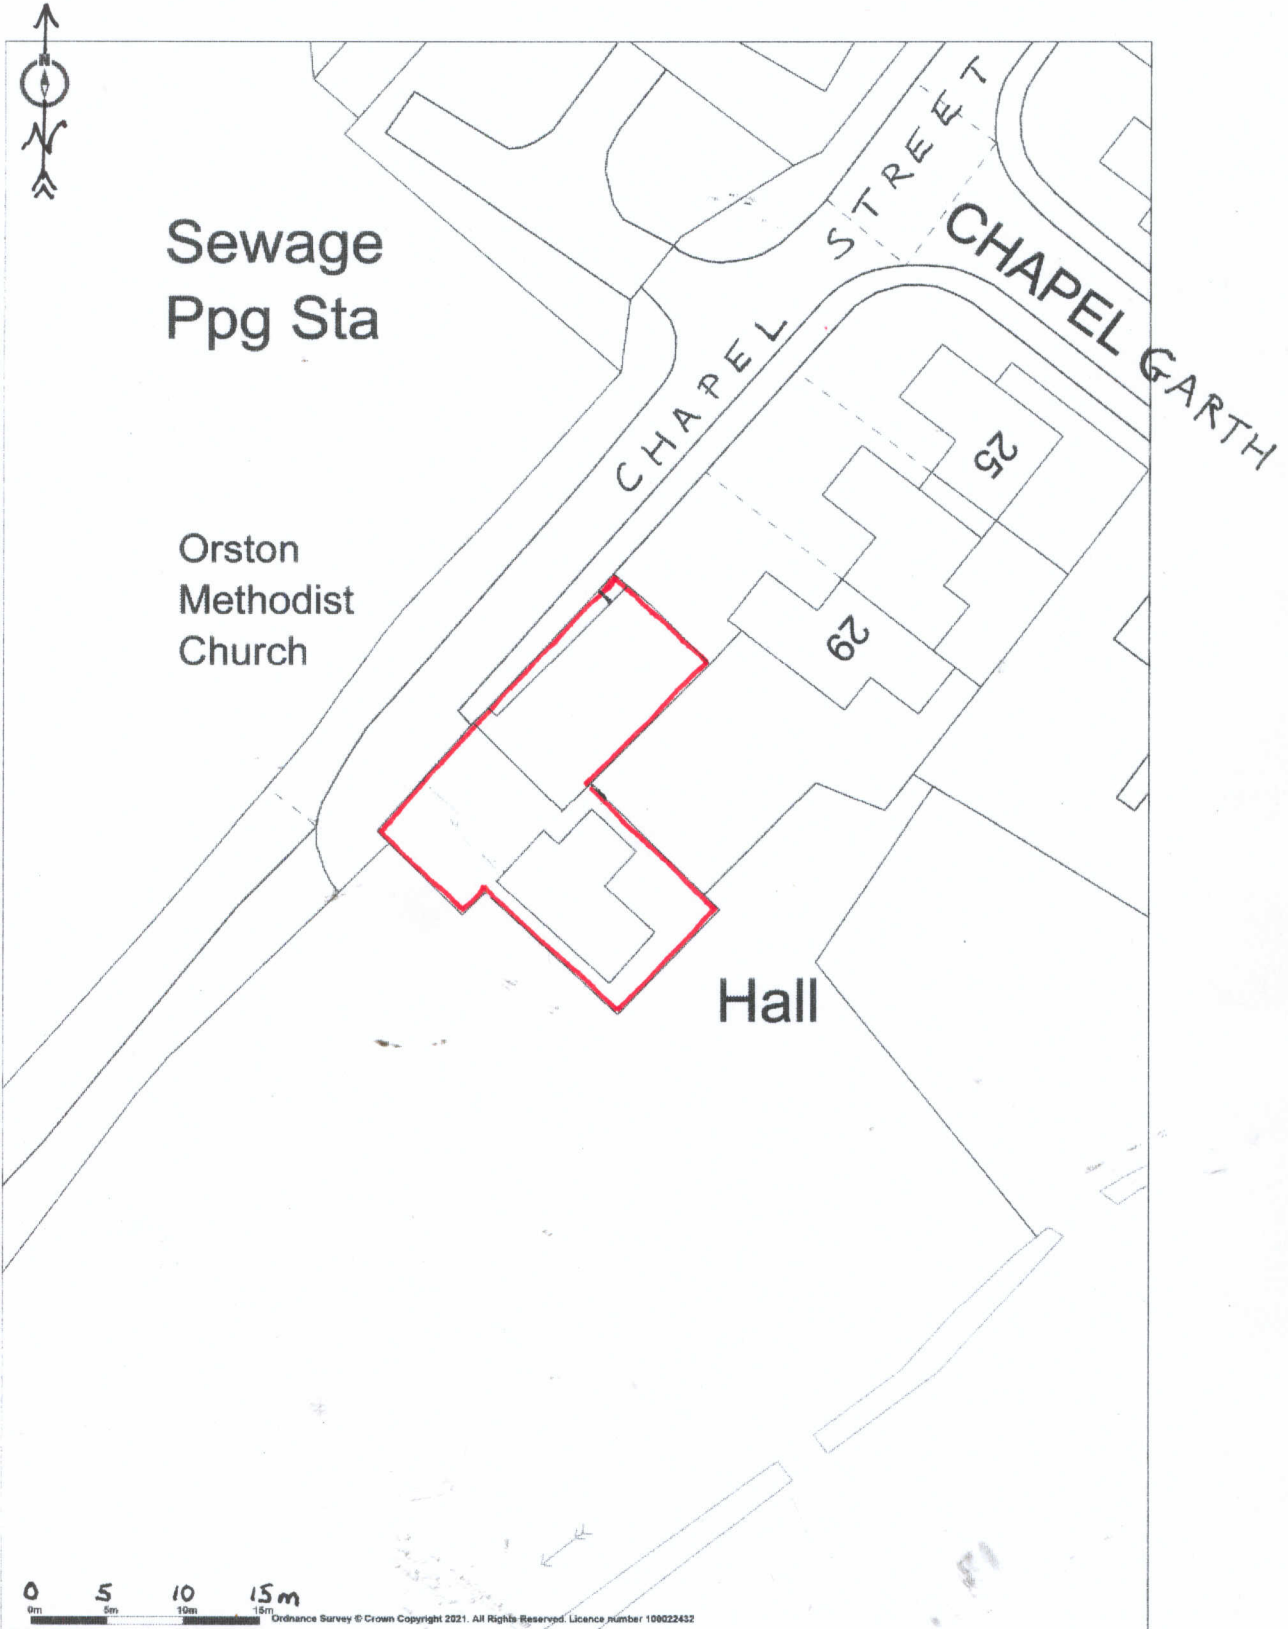 N
N
STREET
CHAPEL
CHAPEL GARTH
Sewage
Ppg Sta
25
Orston
Methodist
Church
29
Hall
0 5 10 15m
0m 5m 10m 15m
Ordnance Survey © Crown Copyright 2021. All Rights Reserved. Licence number 100022432